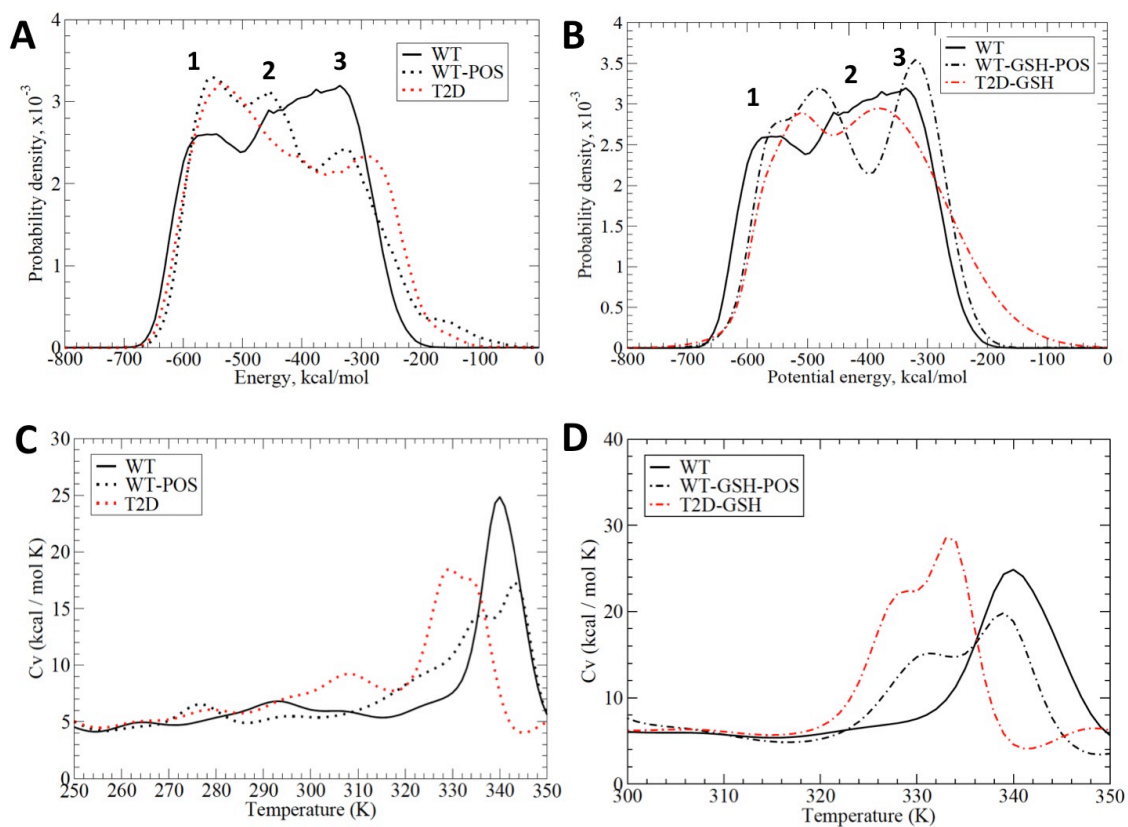 A
4
3
2
1
0
Probability density, x10-3
1
2
3
WT
WT-POS
T2D
-800
-700
-600
-500
-400
-300
-200
-100
0
Energy, kcal/mol
B
4
3.5
3
2.5
2
1.5
1
0.5
0
Probability density, x10-3
1
2
3
WT
WT-GSH-POS
T2D-GSH
-800
-700
-600
-500
-400
-300
-200
-100
0
Potential energy, kcal/mol
C
30
25
20
15
10
5
0
Cv (kcal / mol K)
WT
WT-POS
T2D
250
260
270
280
290
300
310
320
330
340
350
Temperature (K)
D
40
30
20
10
0
Cv (kcal / mol K)
WT
WT-GSH-POS
T2D-GSH
300
310
320
330
340
350
Temperature (K)